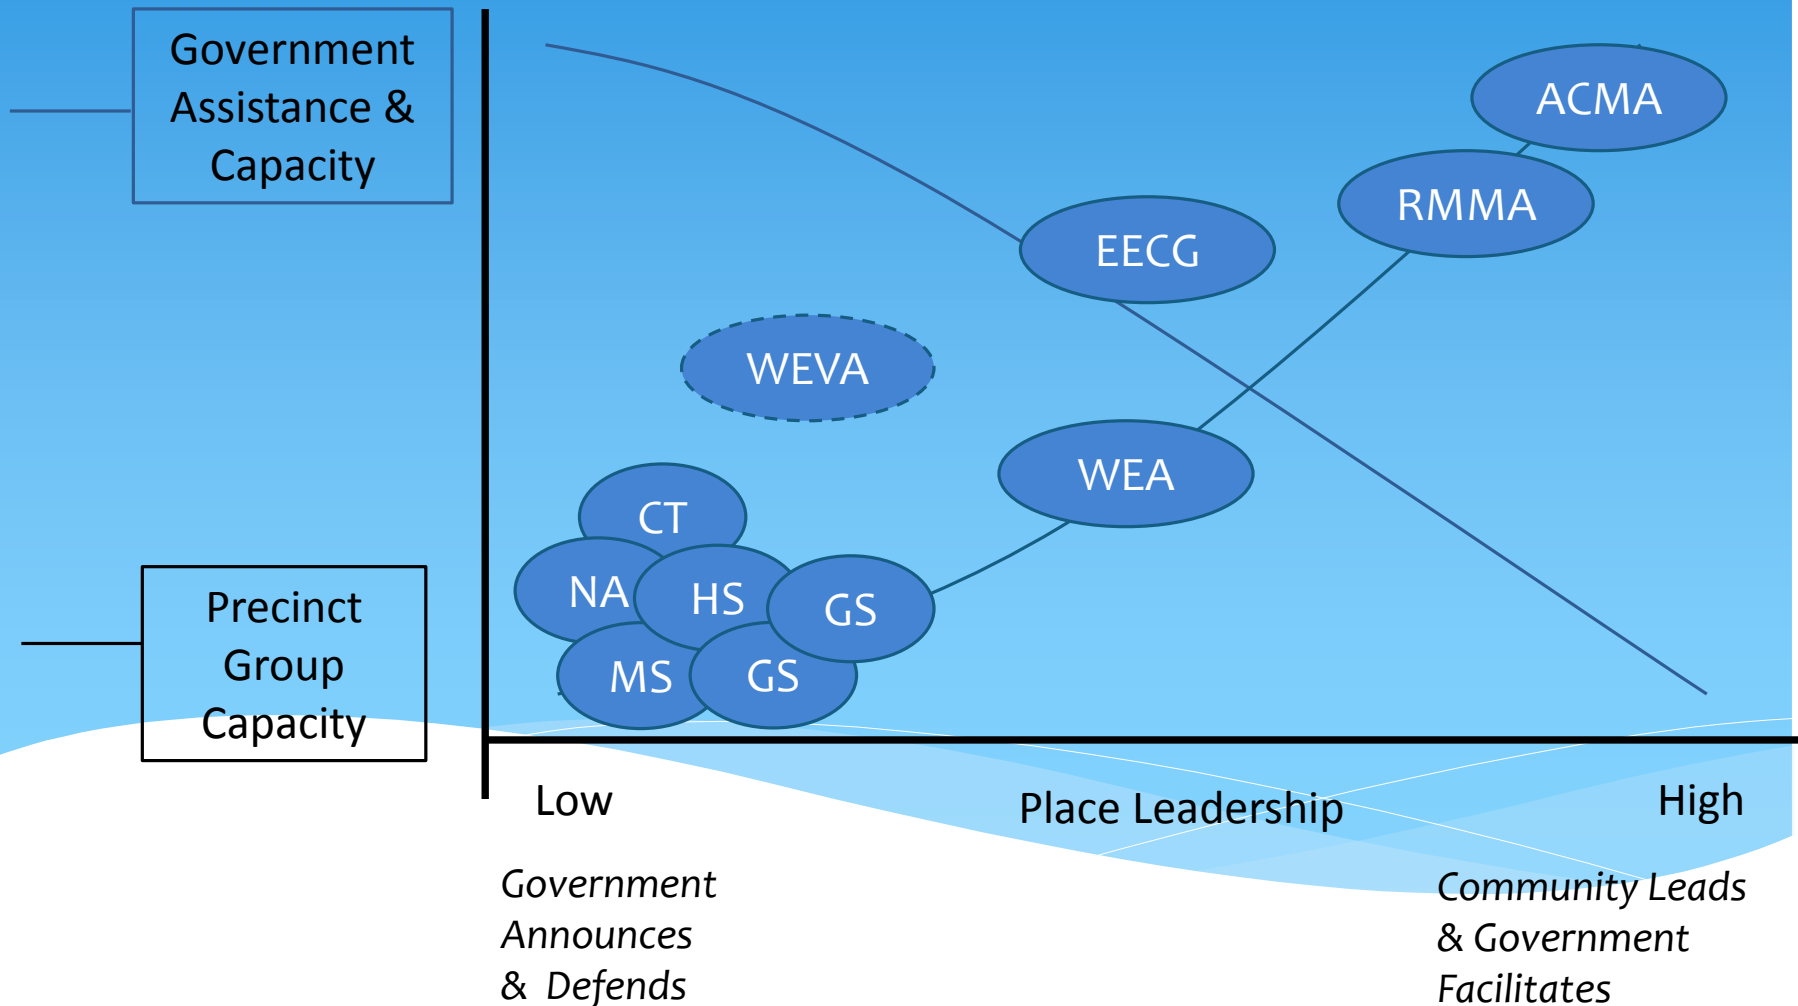 Government
Assistance &
Capacity
ACMA
RMMA
EECG
WEVA
WEA
CT
NA
HS
GS
MS
GS
Precinct
Group
Capacity
Low
Place Leadership
High
Government
Announces
& Defends
Community Leads
& Government
Facilitates